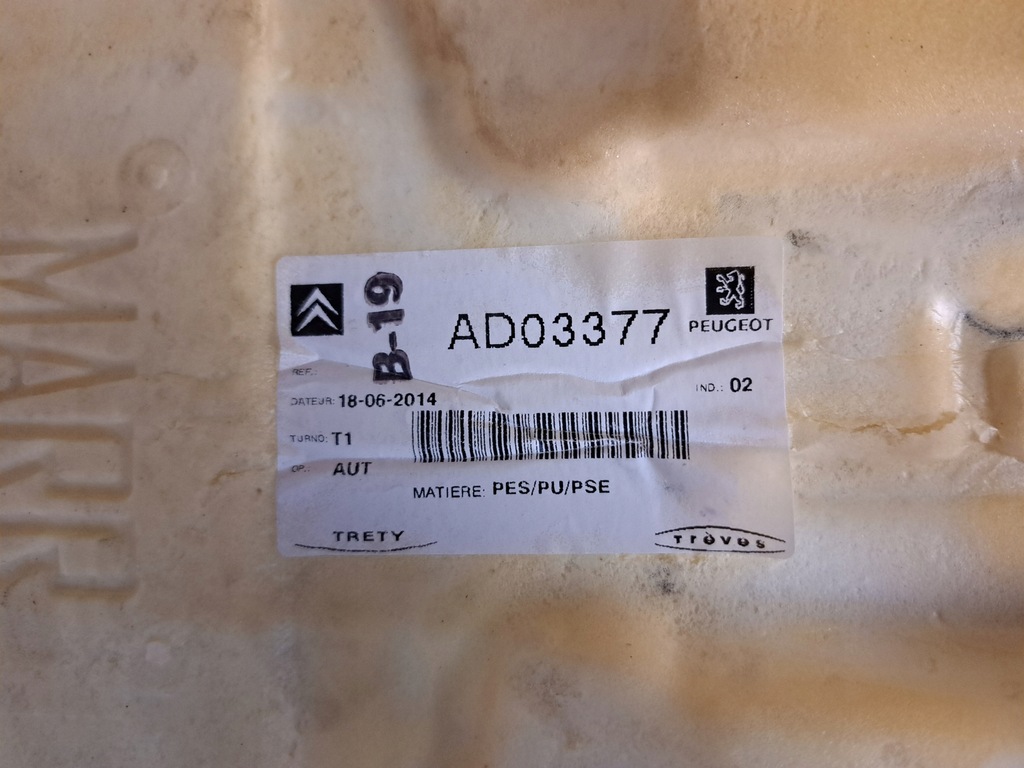 B-19
AD03377
PEUGEOT
REF.:
IND.: 02
DATEUR: 18-06-2014
TURNO: T1
OP.: AUT
MATIERE: PES/PU/PSE
TRETY
Trèves